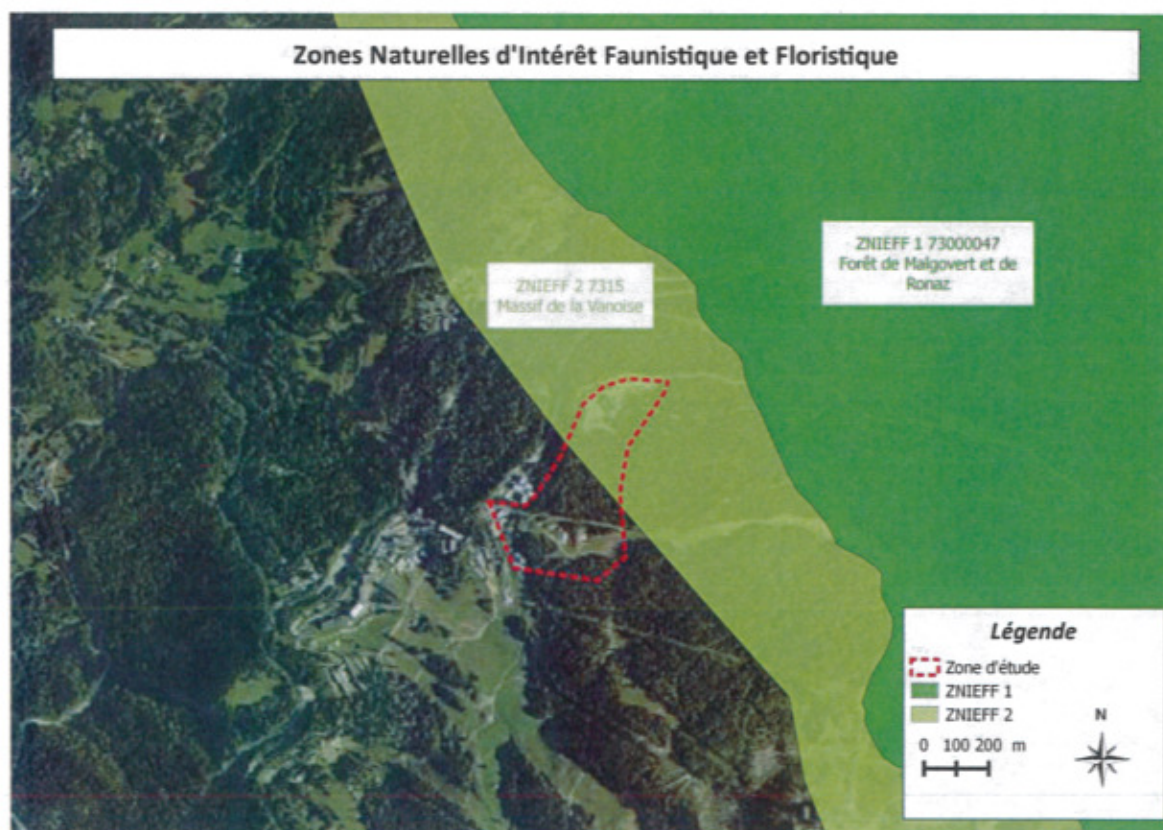 Zones Naturelles d'Intérêt Faunistique et Floristique
ZNIEFF 1 73000047
Forêt de Malgovert et de
Ronaz
ZNIEFF 2 7315
Massif de la Vanoise
Légende
Zone d'étude
ZNIEFF 1
ZNIEFF 2
N
0 100 200 m